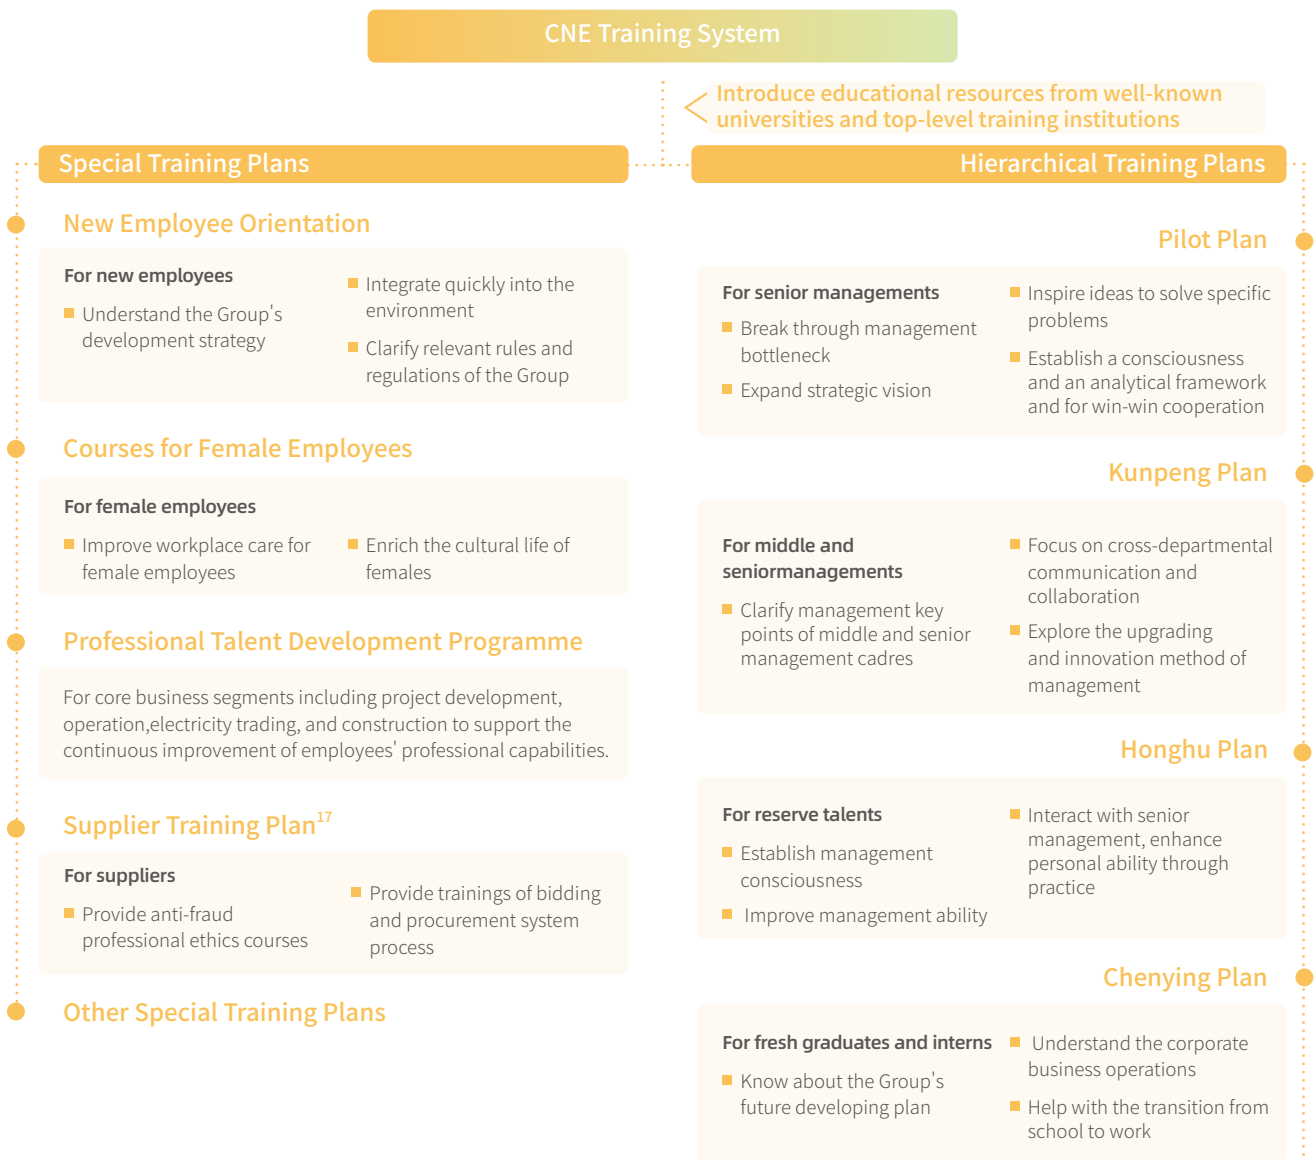 CNE Training System
Introduce educational resources from well-known
universities and top-level training institutions
Special Training Plans
New Employee Orientation
For new employees
Understand the Group's
development strategy
Integrate quickly into the
environment
Clarify relevant rules and
regulations of the Group
Courses for Female Employees
For female employees
Improve workplace care for
female employees
Enrich the cultural life of
females
Professional Talent Development Programme
For core business segments including project development,
operation,electricity trading, and construction to support the
continuous improvement of employees' professional capabilities.
Supplier Training Plan17
For suppliers
Provide anti-fraud
professional ethics courses
Provide trainings of bidding
and procurement system
process
Other Special Training Plans
Hierarchical Training Plans
Pilot Plan
For senior managements
Break through management
bottleneck
Expand strategic vision
Inspire ideas to solve specific
problems
Establish a consciousness
and an analytical framework
and for win-win cooperation
Kunpeng Plan
For middle and
seniormanagements
Clarify management key
points of middle and senior
management cadres
Focus on cross-departmental
communication and
collaboration
Explore the upgrading
and innovation method of
management
Honghu Plan
For reserve talents
Establish management
consciousness
Improve management ability
Interact with senior
management, enhance
personal ability through
practice
Chenying Plan
For fresh graduates and interns
Know about the Group's
future developing plan
Understand the corporate
business operations
Help with the transition from
school to work